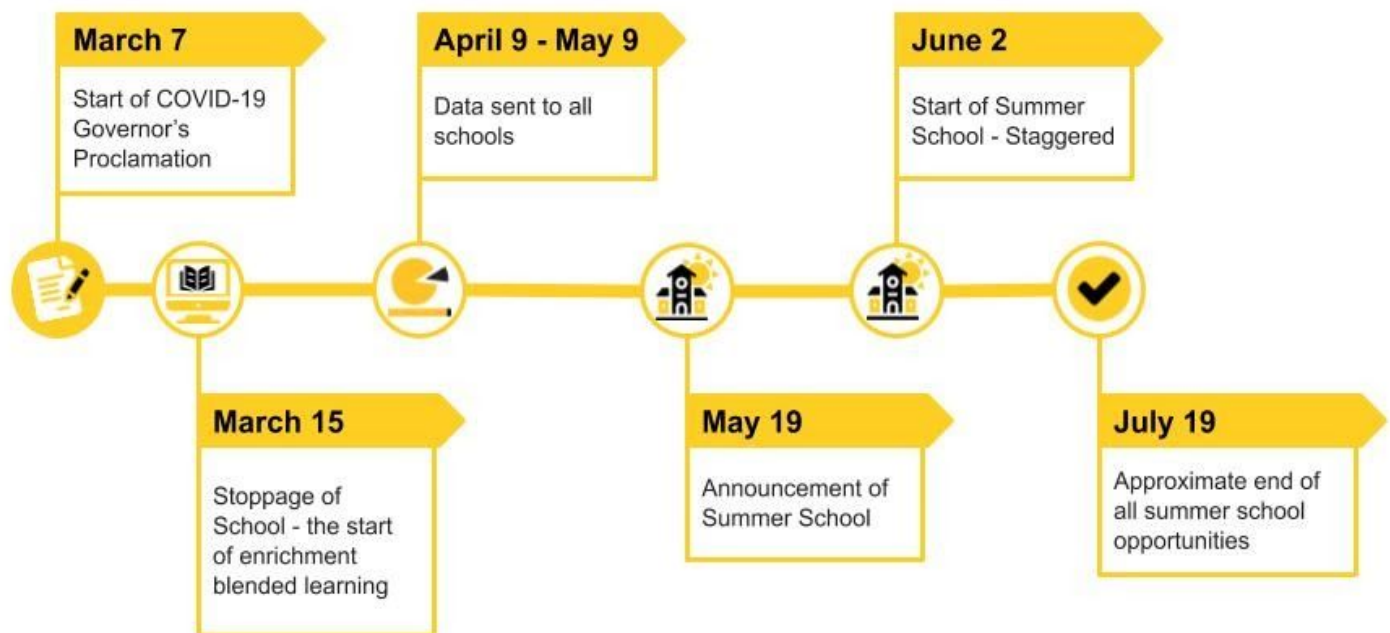 March 7
Start of COVID-19
Governor's
Proclamation
March 15
Stoppage of
School - the start
of enrichment
blended learning
April 9 - May 9
Data sent to all
schools
May 19
Announcement of
Summer School
June 2
Start of Summer
School - Staggered
July 19
Approximate end of
all summer school
opportunities